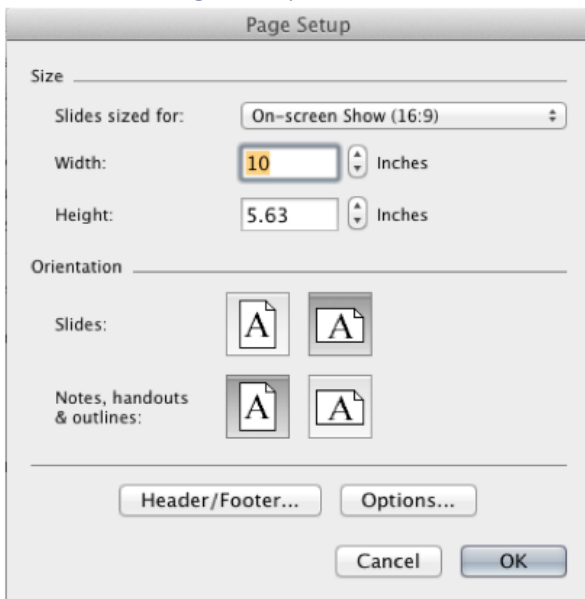 Page Setup
Size
Slides sized for: On-screen Show (16:9)
Width: 10 Inches
Height: 5.63 Inches
Orientation
Slides: A A
Notes, handouts
& outlines: A A
Header/Footer... Options...
Cancel OK